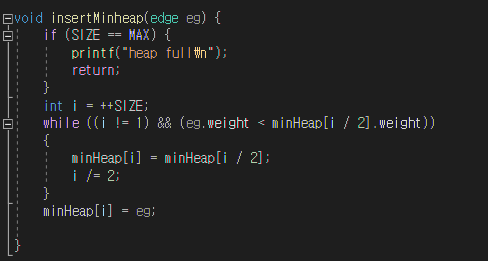 void insertMinheap(edge eg) {
if (SIZE == MAX) {
printf("heap full₩n");
return;
}
int i = ++SIZE;
while ((i != 1) && (eg.weight < minHeap[i / 2].weight))
{
minHeap[i] = minHeap[i / 2];
i /= 2;
}
minHeap[i] = eg;
}